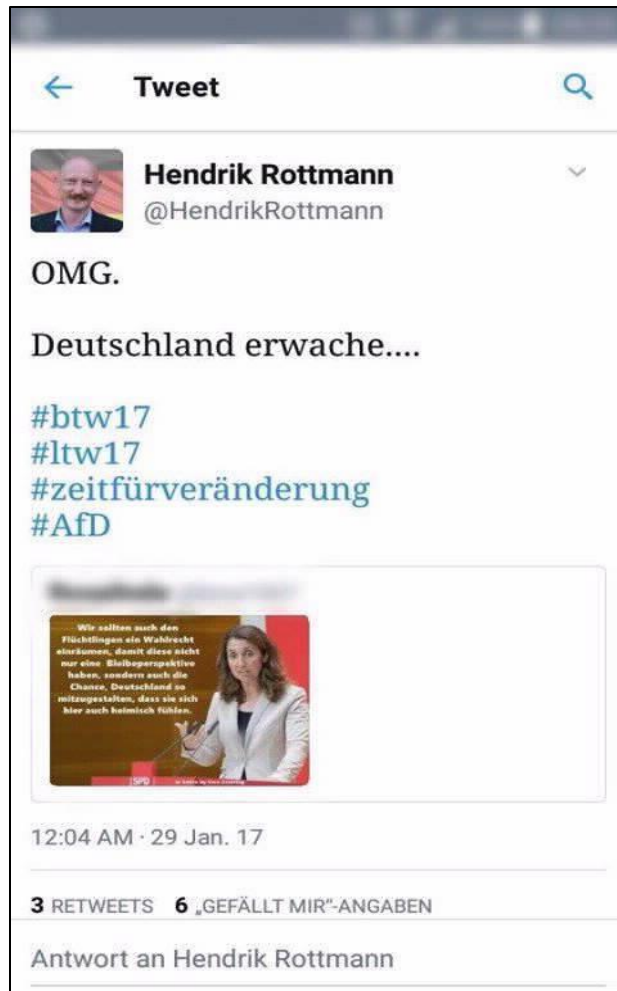 Tweet
Hendrik Rottmann
@HendrikRottmann
OMG.
Deutschland erwache....
#btw17
#ltw17
#zeitfürveränderung
#AfD
Wir sollten auch den
Flüchtlingen ein Wahlrecht
einräumen, damit diese nicht
nur eine Bleibeperspektive
haben, sondern auch die
Chance, Deutschland so
mitzugestalten, dass sie sich
hier auch heimisch fühlen.
SPD
12:04 AM · 29 Jan. 17
3 RETWEETS 6 „GEFÄLLT MIR”-ANGABEN
Antwort an Hendrik Rottmann